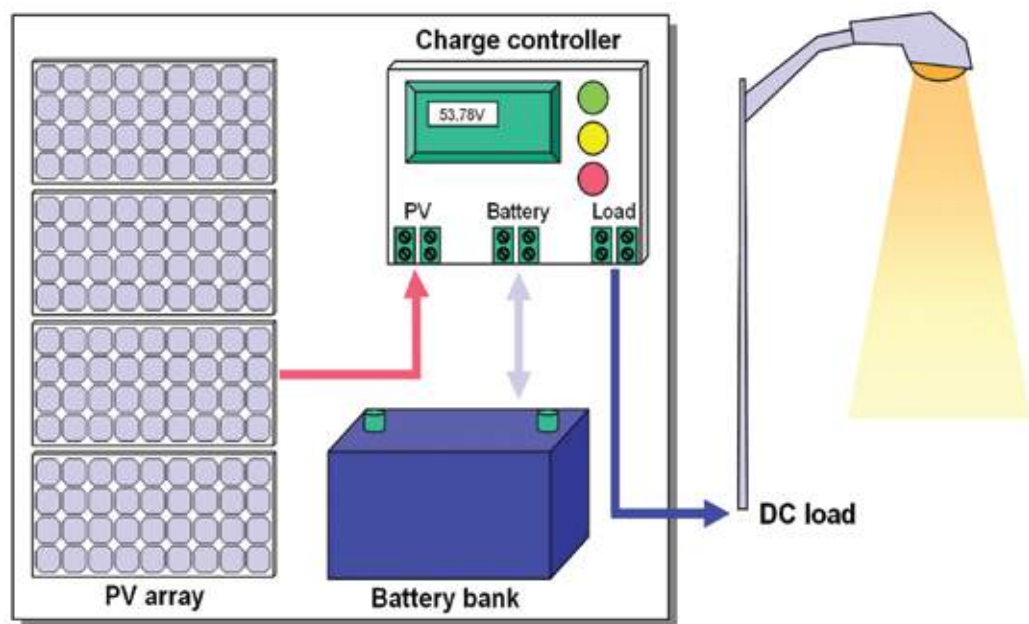 Charge controller
53,78V
PV Battery Load
DC load
PV array
Battery bank